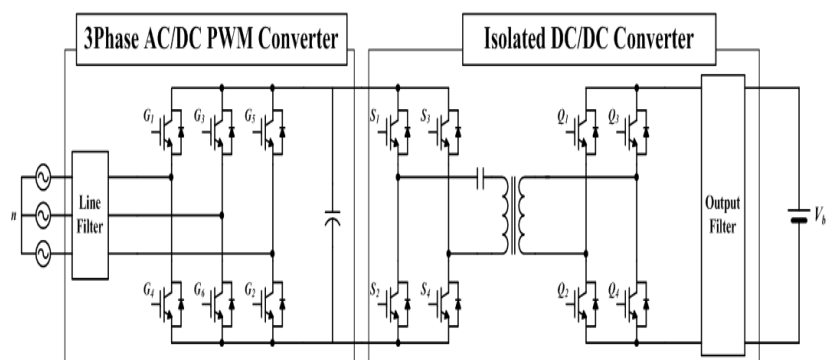 3Phase AC/DC PWM Converter
Isolated DC/DC Converter
G1 G3 G5 S1 S3 Q1 Q3
n
Line
Filter
Output
Filter
Vb
G4 G6 G2 S2 S4 Q2 Q4